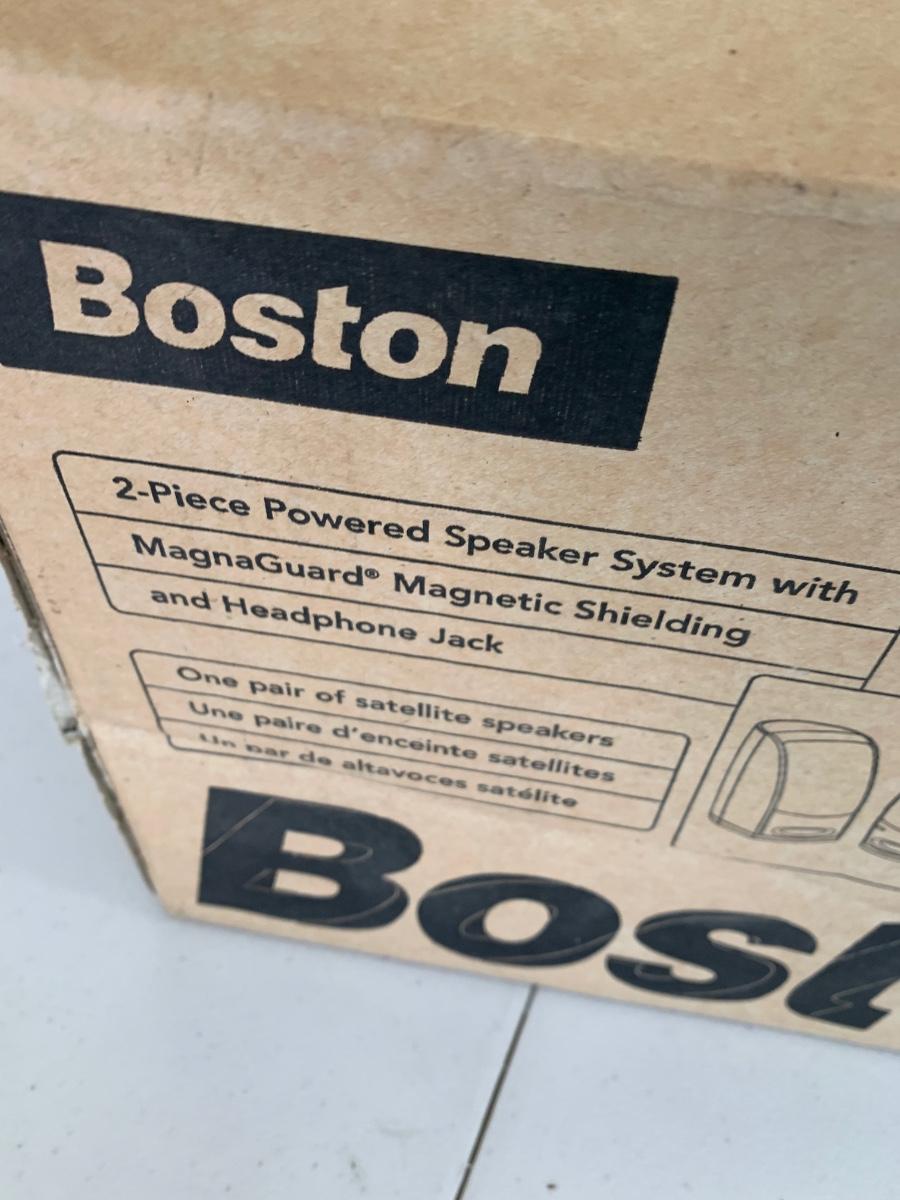 Boston
2-Piece Powered Speaker System with
MagnaGuard® Magnetic Shielding
and Headphone Jack
One pair of satellite speakers
Une paire d'enceinte satellites
Un par de altavoces satélite
Bost